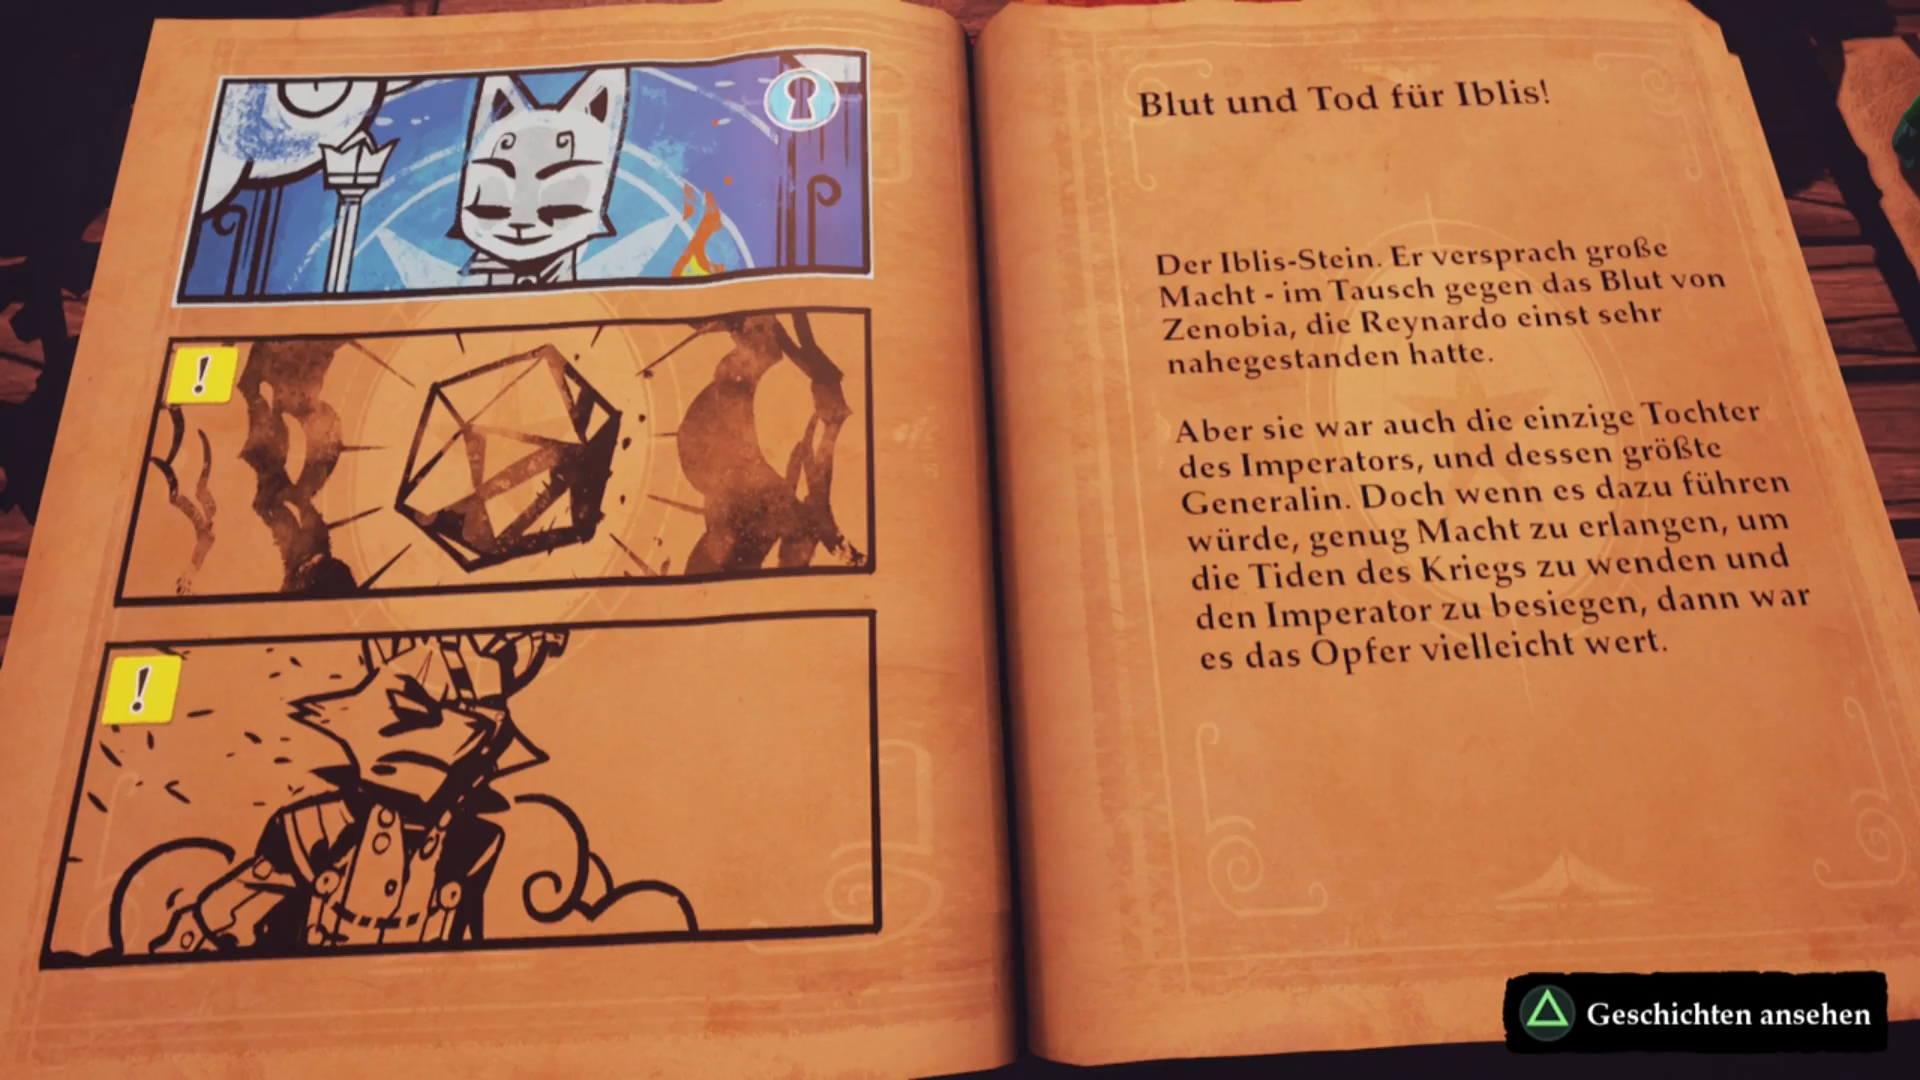 !
!
Blut und Tod für Iblis!
Der Iblis-Stein. Er versprach große
Macht - im Tausch gegen das Blut von
Zenobia, die Reynardo einst sehr
nahegestanden hatte.
Aber sie war auch die einzige Tochter
des Imperators, und dessen größte
Generalin. Doch wenn es dazu führen
würde, genug Macht zu erlangen, um
die Tiden des Kriegs zu wenden und
den Imperator zu besiegen, dann war
es das Opfer vielleicht wert.
Geschichten ansehen